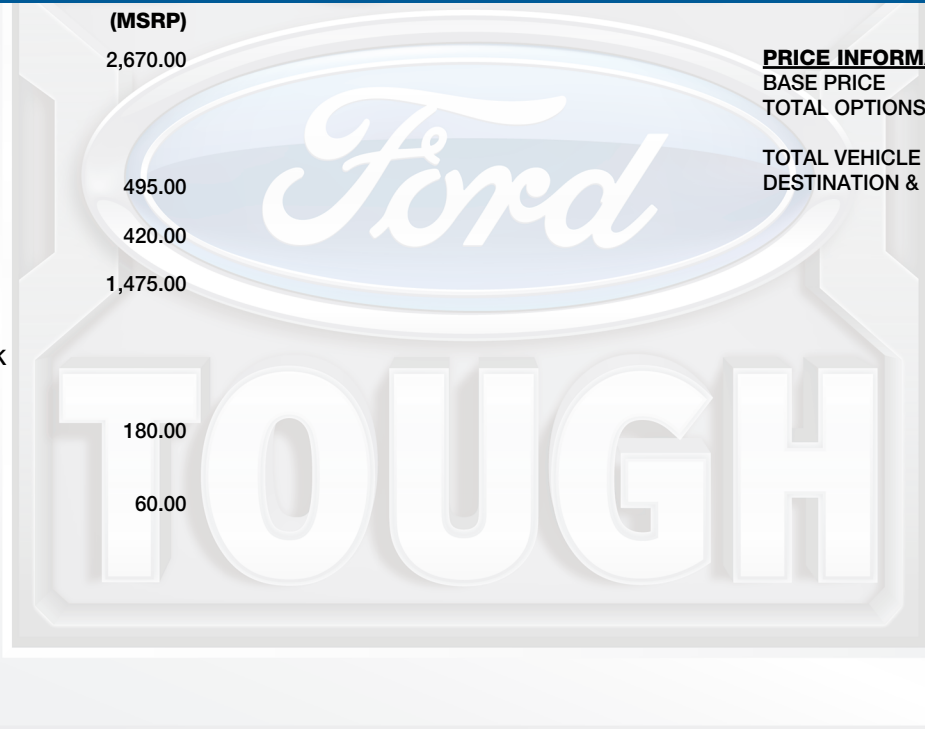 (MSRP)
2,670.00
495.00
420.00
1,475.00
K
180.00
60.00
PRICE INFORMA
BASE PRICE
TOTAL OPTIONS
TOTAL VEHICLE
DESTINATION &
Ford
TOUGH